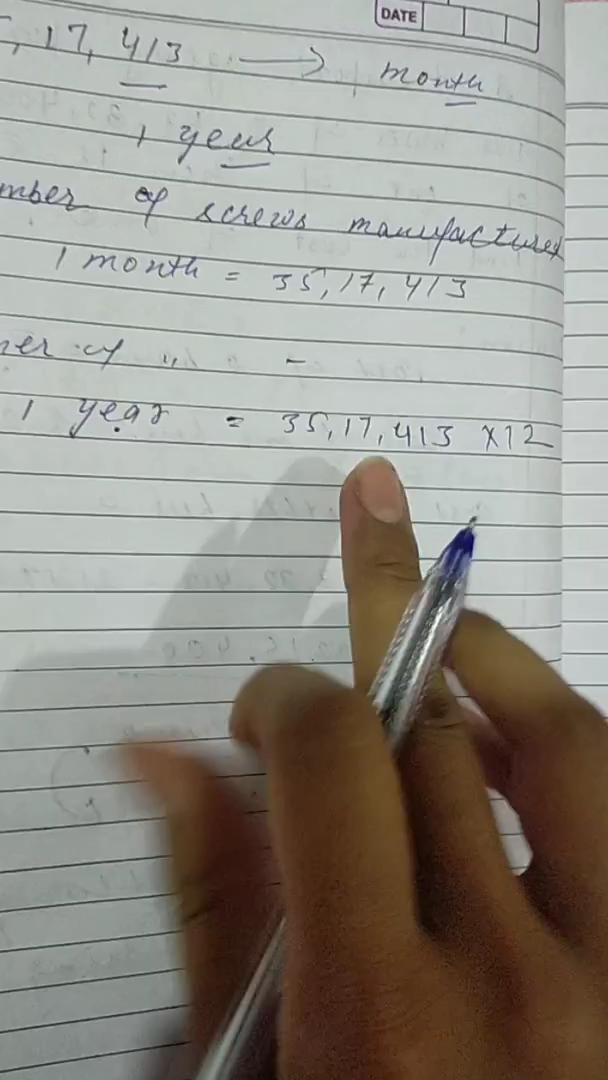 DATE
17,413 → month
1 year
of screws manufactured
1 month = 35,17,413
of " -
1 year = 35,17,413 x12